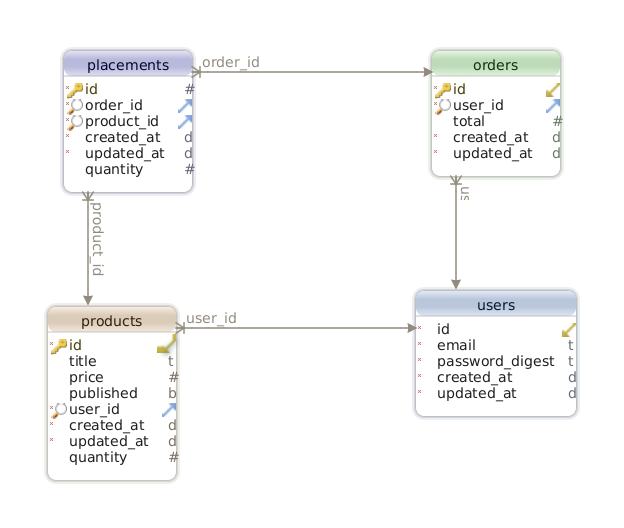 placements
id #
order_id
product_id
created_at d
updated_at d
quantity #
order_id
orders
id
user_id
total #
created_at d
updated_at d
product_id
us
products
id
title t
price #
published b
user_id
created_at d
updated_at d
quantity #
user_id
users
id
email t
password_digest t
created_at d
updated_at d